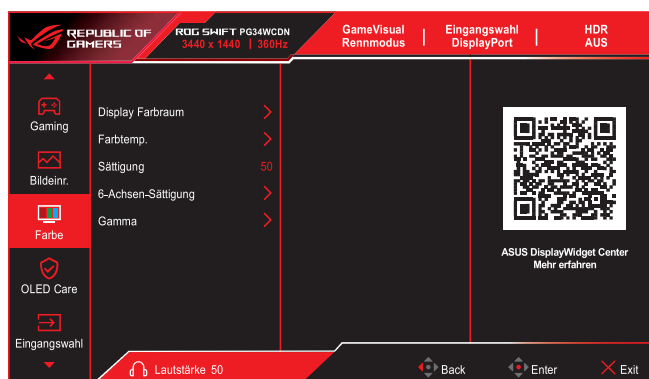 REPUBLIC OF
GAMERS
ROG SWIFT PG34WCDN
3440 x 1440 | 360Hz
GameVisual
Rennmodus
Eingangswahl
DisplayPort
HDR
AUS
Gaming
Bildeinr.
Farbe
OLED Care
Eingangswahl
Display Farbraum
Farbtemp.
Sättigung 50
6-Achsen-Sättigung
Gamma
ASUS DisplayWidget Center
Mehr erfahren
Lautstärke 50
Back
Enter
Exit